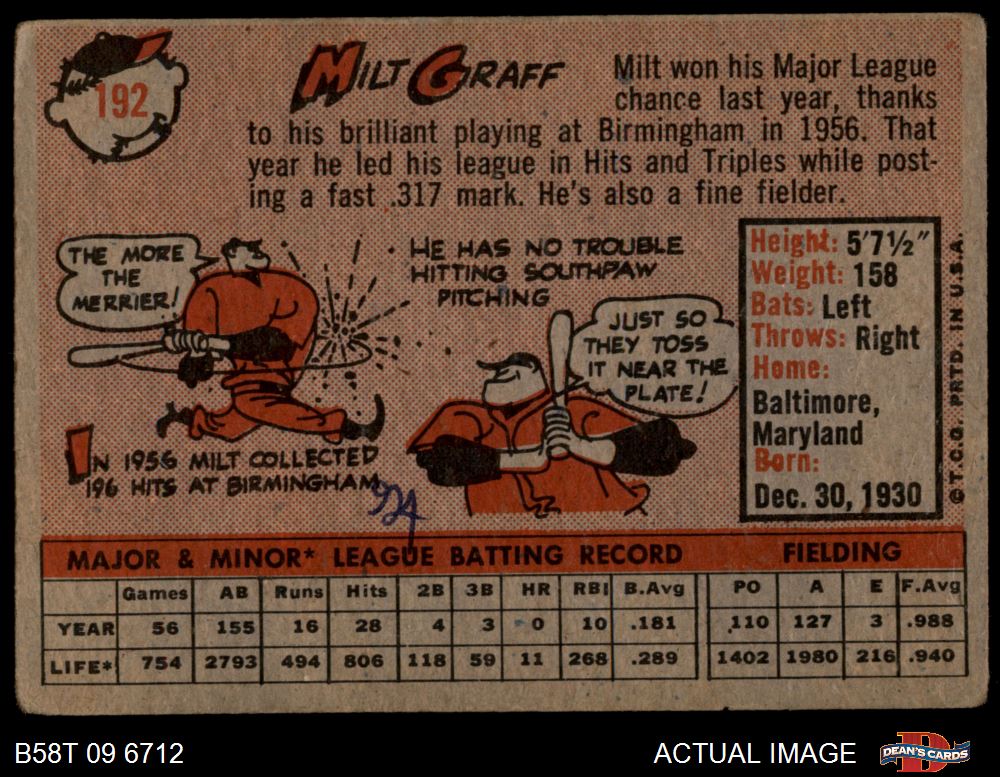 192
MILT GRAFF
Milt won his Major League
chance last year, thanks
to his brilliant playing at Birmingham in 1956. That
year he led his league in Hits and Triples while post-
ing a fast .317 mark. He's also a fine fielder.
THE MORE
THE
MERRIER!
HE HAS NO TROUBLE
HITTING SOUTHPAW
PITCHING
JUST SO
THEY TOSS
IT NEAR THE
PLATE!
IN 1956 MILT COLLECTED
196 HITS AT BIRMINGHAM
Height: 5'7½"
Weight: 158
Bats: Left
Throws: Right
Home:
Baltimore,
Maryland
Born:
Dec. 30, 1930
© T.C.G. PRTD. IN U.S.A.
MAJOR & MINOR* LEAGUE BATTING RECORD FIELDING
Games AB Runs Hits 2B 3B HR RBI B.Avg PO A E F.Avg
YEAR 56 155 16 28 4 3 0 10 .181 110 127 3 .988
LIFE* 754 2793 494 806 118 59 11 268 .289 1402 1980 216 .940
B58T 09 6712
ACTUAL IMAGE
DEAN'S CARDS